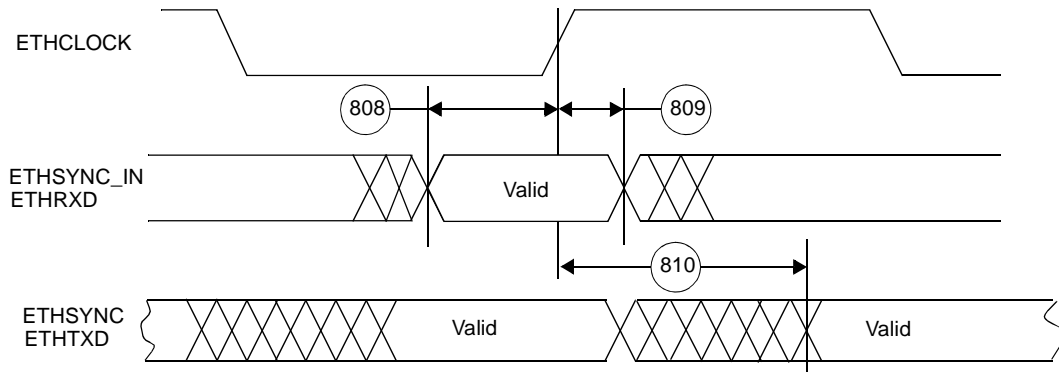 ETHCLOCK
808
809
ETHSYNC_IN
ETHRXD
Valid
810
ETHSYNC
ETHTXD
Valid
Valid